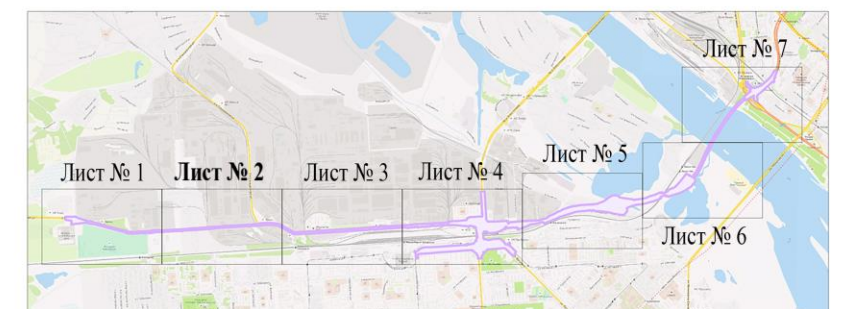 Лист № 7
Лист № 5
Лист № 1
Лист № 2
Лист № 3
Лист № 4
Лист № 6